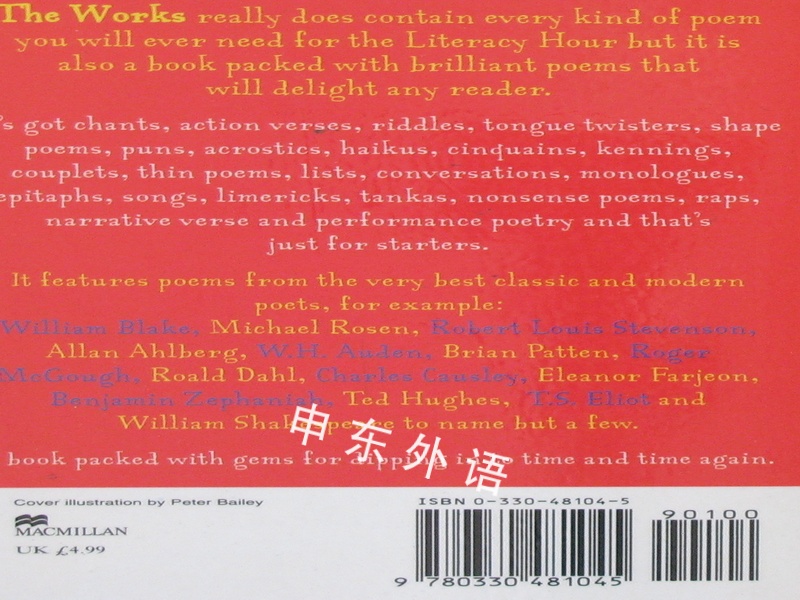 The Works really does contain every kind of poem
you will ever need for the Literacy Hour but it is
also a book packed with brilliant poems that
will delight any reader.
's got chants, action verses, riddles, tongue twisters, shape
poems, puns, acrostics, haikus, cinquains, kennings,
couplets, thin poems, lists, conversations, monologues,
epitaphs, songs, limericks, tankas, nonsense poems, raps,
narrative verse and performance poetry and that's
just for starters.
It features poems from the very best classic and modern
poets, for example:
William Blake, Michael Rosen, Robert Louis Stevenson,
Allan Ahlberg, W.H. Auden, Brian Patten, Roger
McGough, Roald Dahl, Charles Causley, Eleanor Farjeon,
Benjamin Zephaniah, Ted Hughes, T.S. Eliot and
William Shakespeare to name but a few.
book packed with gems for dipping into time and time again.
申东外语
Cover illustration by Peter Bailey
MACMILLAN
UK £4.99
ISBN 0-330-48104-5
90100
9 780330 481045